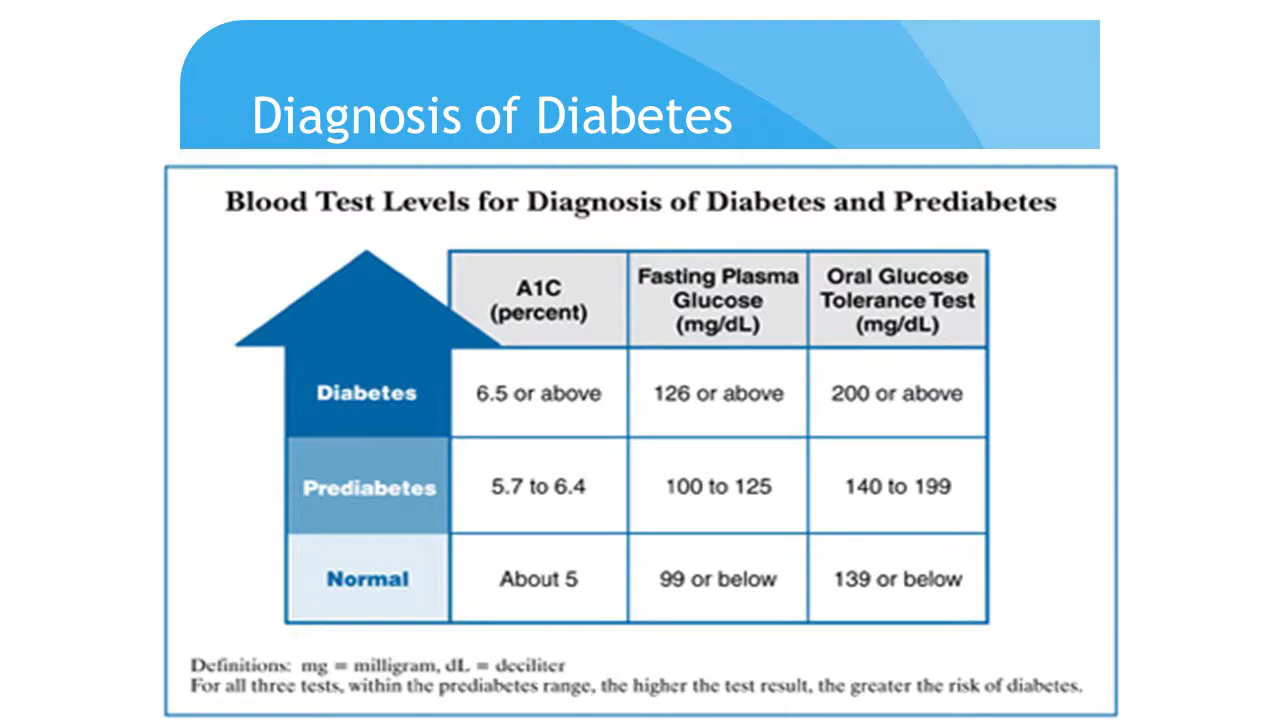 Diagnosis of Diabetes
Blood Test Levels for Diagnosis of Diabetes and Prediabetes
A1C
(percent)
Fasting Plasma
Glucose
(mg/dL)
Oral Glucose
Tolerance Test
(mg/dL)
Diabetes
6.5 or above
126 or above
200 or above
Prediabetes
5.7 to 6.4
100 to 125
140 to 199
Normal
About 5
99 or below
139 or below
Definitions: mg = milligram, dL = deciliter
For all three tests, within the prediabetes range, the higher the test result, the greater the risk of diabetes.